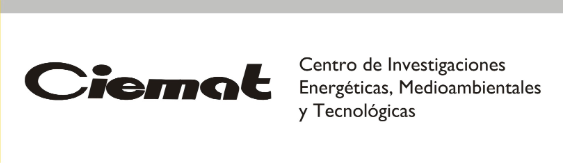 Ciemat
Centro de Investigaciones
Energéticas, Medioambientales
y Tecnológicas